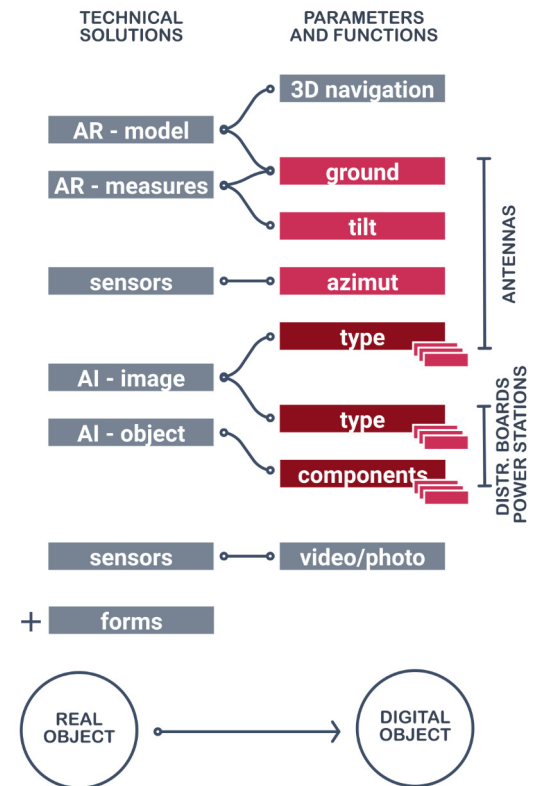 TECHNICAL
SOLUTIONS
PARAMETERS
AND FUNCTIONS
3D navigation
AR - model
ground
AR - measures
tilt
sensors
azimut
type
AI - image
type
AI - object
components
sensors
video/photo
+ forms
ANTENNAS
DISTR. BOARDS
POWER STATIONS
REAL
OBJECT
DIGITAL
OBJECT